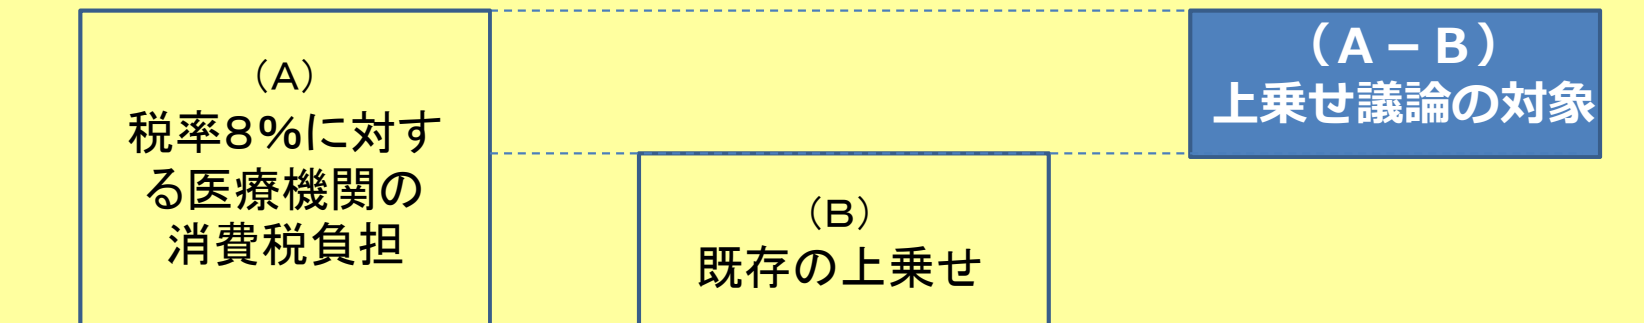 （A）
税率８％に対す
る医療機関の
消費税負担
（B）
既存の上乗せ
（Ａ－Ｂ）
上乗せ議論の対象